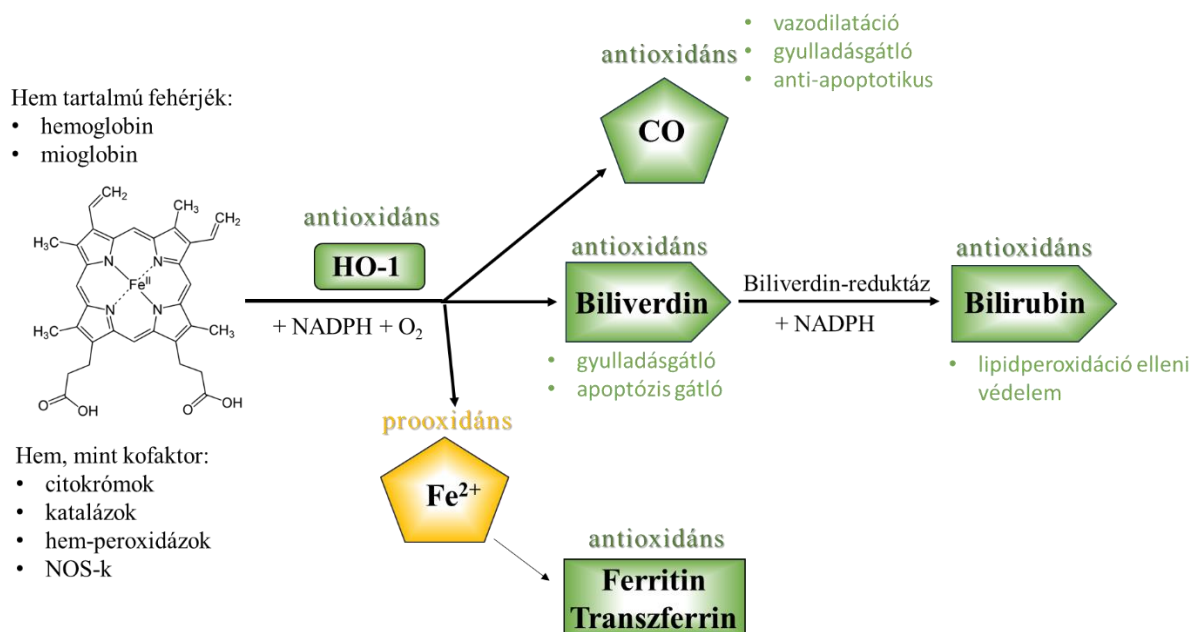 Hem tartalmú fehérjék:
• hemoglobin
• mioglobin
CH₂
CH₃
CH₂
H₃C
N
N
Feᴵᴵ
N
N
H₃C
CH₃
O
OH
O
OH
Hem, mint kofaktor:
• citokrómok
• katalázok
• hem-peroxidázok
• NOS-k
antioxidáns
HO-1
+ NADPH + O₂
antioxidáns
CO
• vazodilatáció
• gyulladásgátló
• anti-apoptotikus
antioxidáns
Biliverdin
• gyulladásgátló
• apoptózis gátló
Biliverdin-reduktáz
+ NADPH
antioxidáns
Bilirubin
• lipidperoxidáció elleni
védelem
prooxidáns
Fe²⁺
antioxidáns
Ferritin
Transzferrin